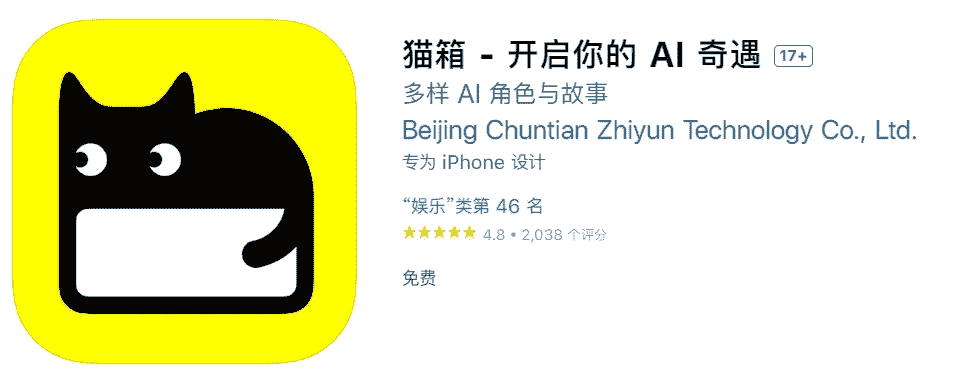 猫箱 - 开启你的 AI 奇遇 17+
多样 AI 角色与故事
Beijing Chuntian Zhiyun Technology Co., Ltd.
专为 iPhone 设计
“娱乐”类第 46 名
★★★★★ 4.8 • 2,038 个评分
免费